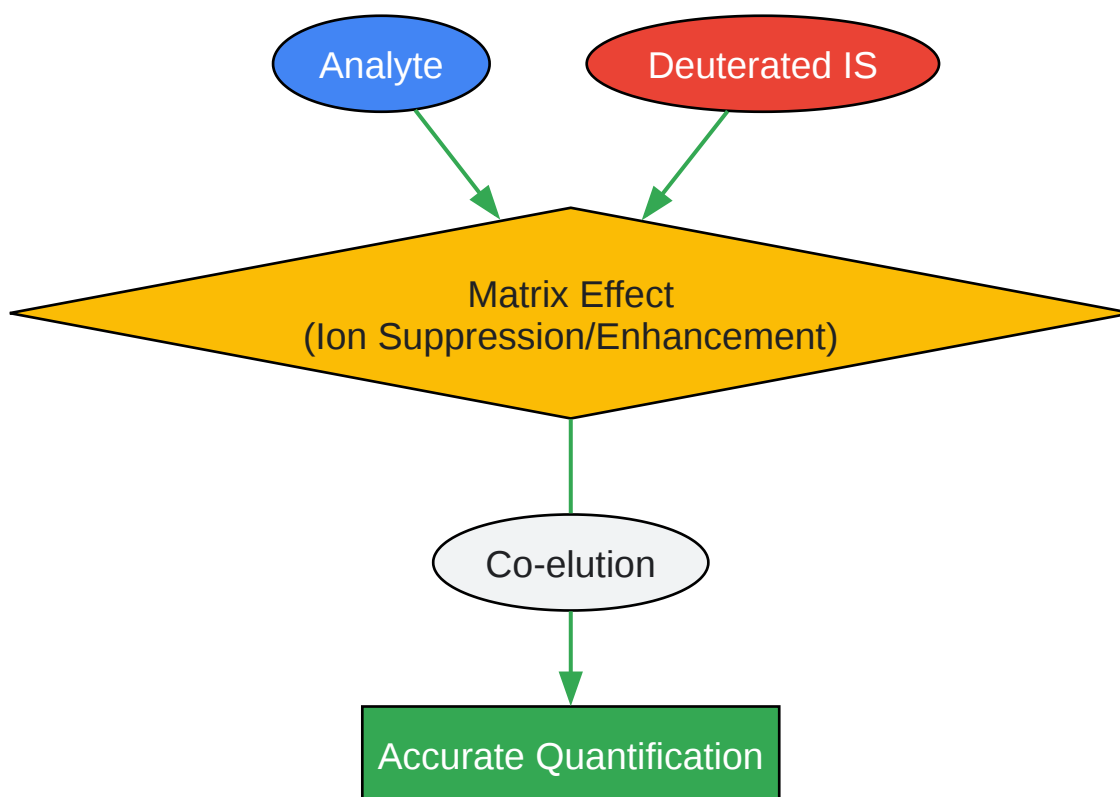 Analyte
Deuterated IS
Matrix Effect
(Ion Suppression/Enhancement)
Co-elution
Accurate Quantification